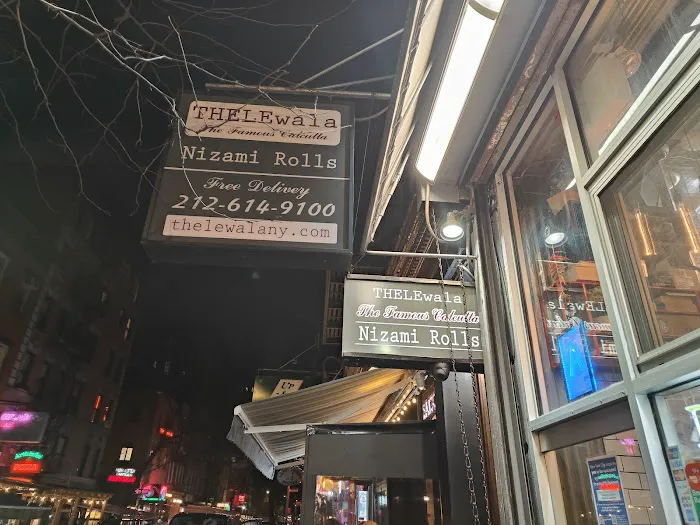 THELEwala
The Famous Calcutta
Nizami Rolls
Free Delivey
212-614-9100
thelewalany.com
THELEwala
The Famous Calcutta
Nizami Rolls
UP